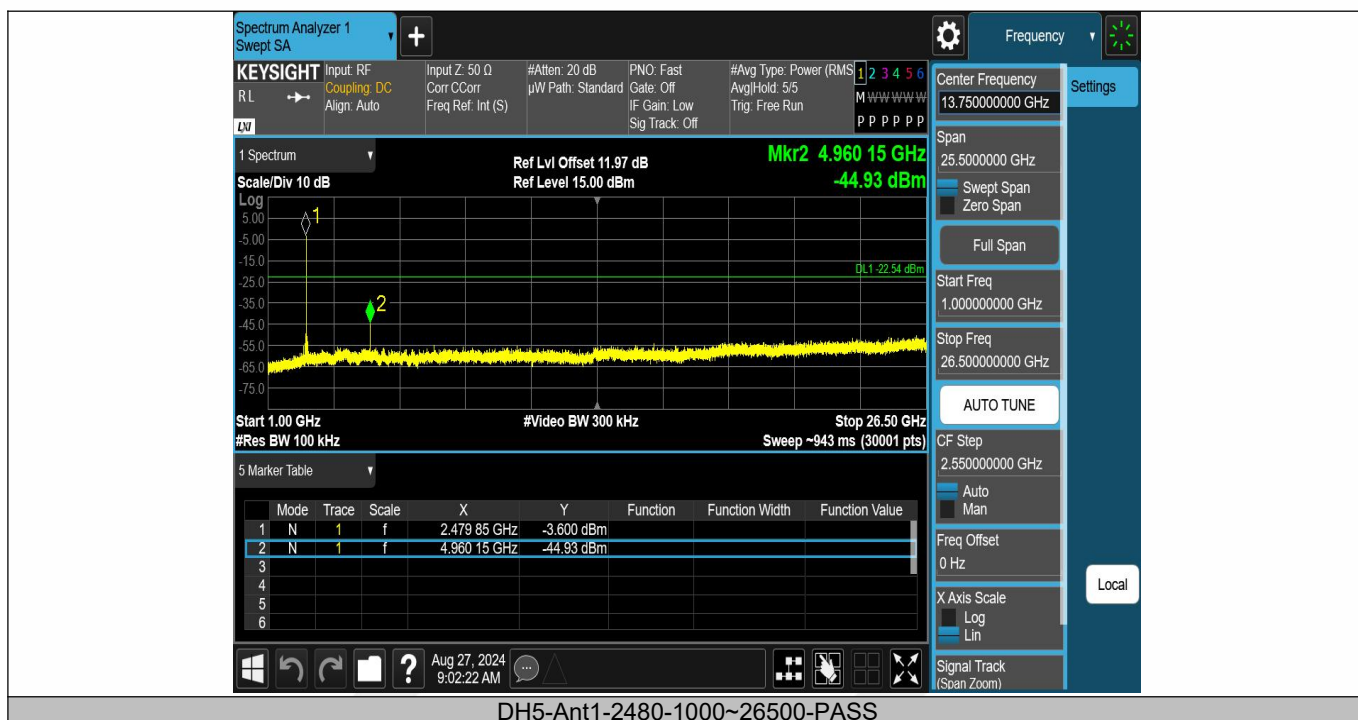 Spectrum Analyzer 1
Swept SA
Frequency
KEYSIGHT
RL
LXI
Input: RF
Coupling: DC
Align: Auto
Input Z: 50 Ω
Corr CCorr
Freq Ref: Int (S)
#Atten: 20 dB
µW Path: Standard
PNO: Fast
Gate: Off
IF Gain: Low
Sig Track: Off
#Avg Type: Power (RMS
Avg|Hold: 5/5
Trig: Free Run
1 2 3 4 5 6
M W W W W W
P P P P P P
1 Spectrum
Scale/Div 10 dB
Ref Lvl Offset 11.97 dB
Ref Level 15.00 dBm
Mkr2 4.960 15 GHz
-44.93 dBm
Log
5.00
-5.00
-15.0
-25.0
-35.0
-45.0
-55.0
-65.0
-75.0
1
2
DL1 -22.54 dBm
Start 1.00 GHz
#Video BW 300 kHz
Stop 26.50 GHz
#Res BW 100 kHz
Sweep ~943 ms (30001 pts)
5 Marker Table
Mode Trace Scale X Y Function Function Width Function Value
1 N 1 f 2.479 85 GHz -3.600 dBm
2 N 1 f 4.960 15 GHz -44.93 dBm
3
4
5
6
?
Aug 27, 2024
9:02:22 AM
Center Frequency
13.750000000 GHz
Settings
Span
25.5000000 GHz
Swept Span
Zero Span
Full Span
Start Freq
1.000000000 GHz
Stop Freq
26.500000000 GHz
AUTO TUNE
CF Step
2.550000000 GHz
Auto
Man
Freq Offset
0 Hz
Local
X Axis Scale
Log
Lin
Signal Track
(Span Zoom)
DH5-Ant1-2480-1000~26500-PASS